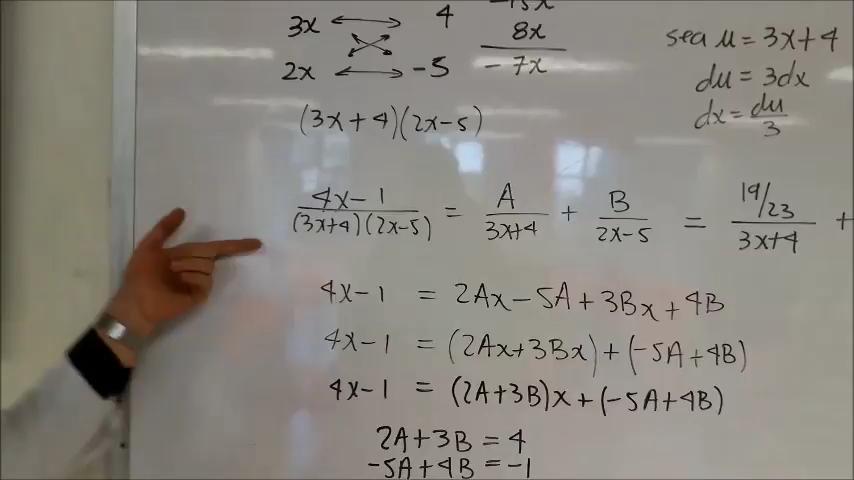 3x ⟷ 4
2x ⟷ -5
8x
- 7x
sea u = 3x+4
du = 3dx
dx = du/3
(3x+4)(2x-5)
4x-1/(3x+4)(2x-5) = A/3x+4 + B/2x-5 = 19/23/3x+4 +
4x-1 = 2Ax-5A+3Bx+4B
4x-1 = (2Ax+3Bx)+(-5A+4B)
4x-1 = (2A+3B)x+(-5A+4B)
2A+3B = 4
-5A+4B = -1